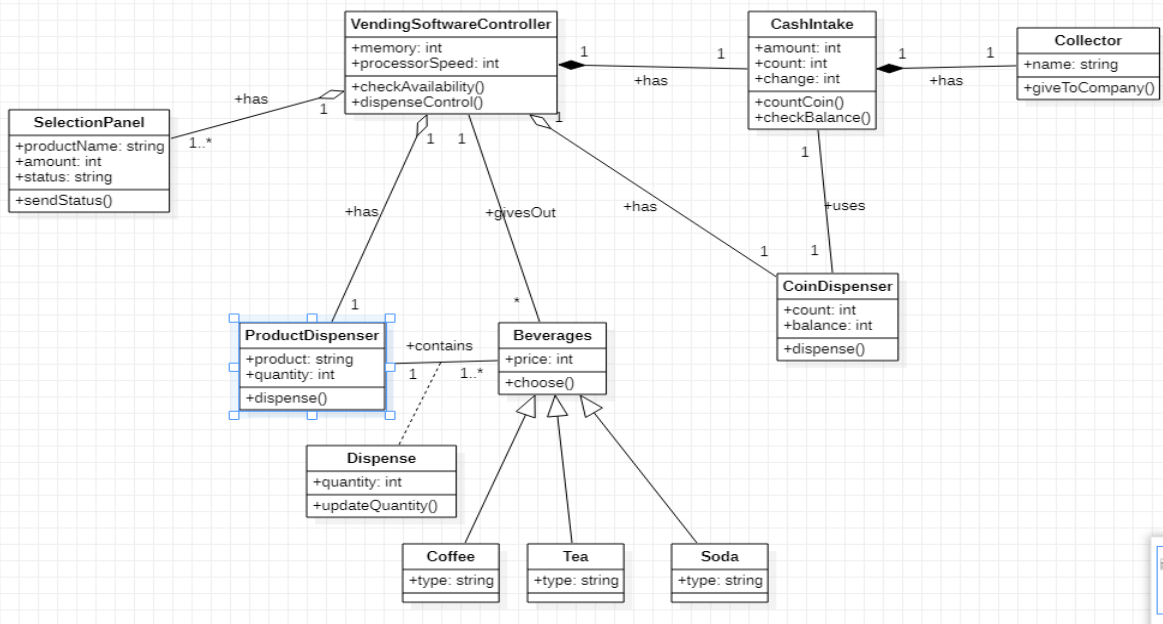 VendingSoftwareController
+memory: int
+processorSpeed: int
+checkAvailability()
+dispenseControl()
CashIntake
+amount: int
+count: int
+change: int
+countCoin()
+checkBalance()
Collector
+name: string
+giveToCompany()
1
1
+has
1
1
+has
SelectionPanel
+productName: string
+amount: int
+status: string
+sendStatus()
+has
1
1..*
1
1
1
1
+has
+givesOut
+has
+uses
1
*
1
1
CoinDispenser
+count: int
+balance: int
+dispense()
ProductDispenser
+product: string
+quantity: int
+dispense()
+contains
1
1..*
Beverages
+price: int
+choose()
Dispense
+quantity: int
+updateQuantity()
Coffee
+type: string
Tea
+type: string
Soda
+type: string